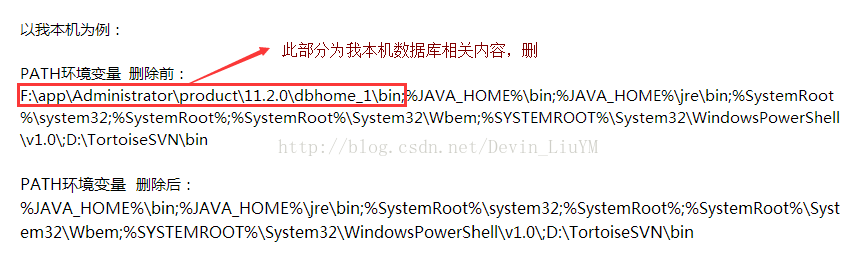 以我本机为例：
此部分为我本机数据库相关内容，删
PATH环境变量 删除前：
F:\app\Administrator\product\11.2.0\dbhome_1\bin;%JAVA_HOME%\bin;%JAVA_HOME%\jre\bin;%SystemRoot
%\system32;%SystemRoot%;%SystemRoot%\System32\Wbem;%SYSTEMROOT%\System32\WindowsPowerShell
\v1.0\;D:\TortoiseSVN\bin
http://blog.csdn.net/Devin_LiuYM
PATH环境变量 删除后：
%JAVA_HOME%\bin;%JAVA_HOME%\jre\bin;%SystemRoot%\system32;%SystemRoot%;%SystemRoot%\Syst
em32\Wbem;%SYSTEMROOT%\System32\WindowsPowerShell\v1.0\;D:\TortoiseSVN\bin